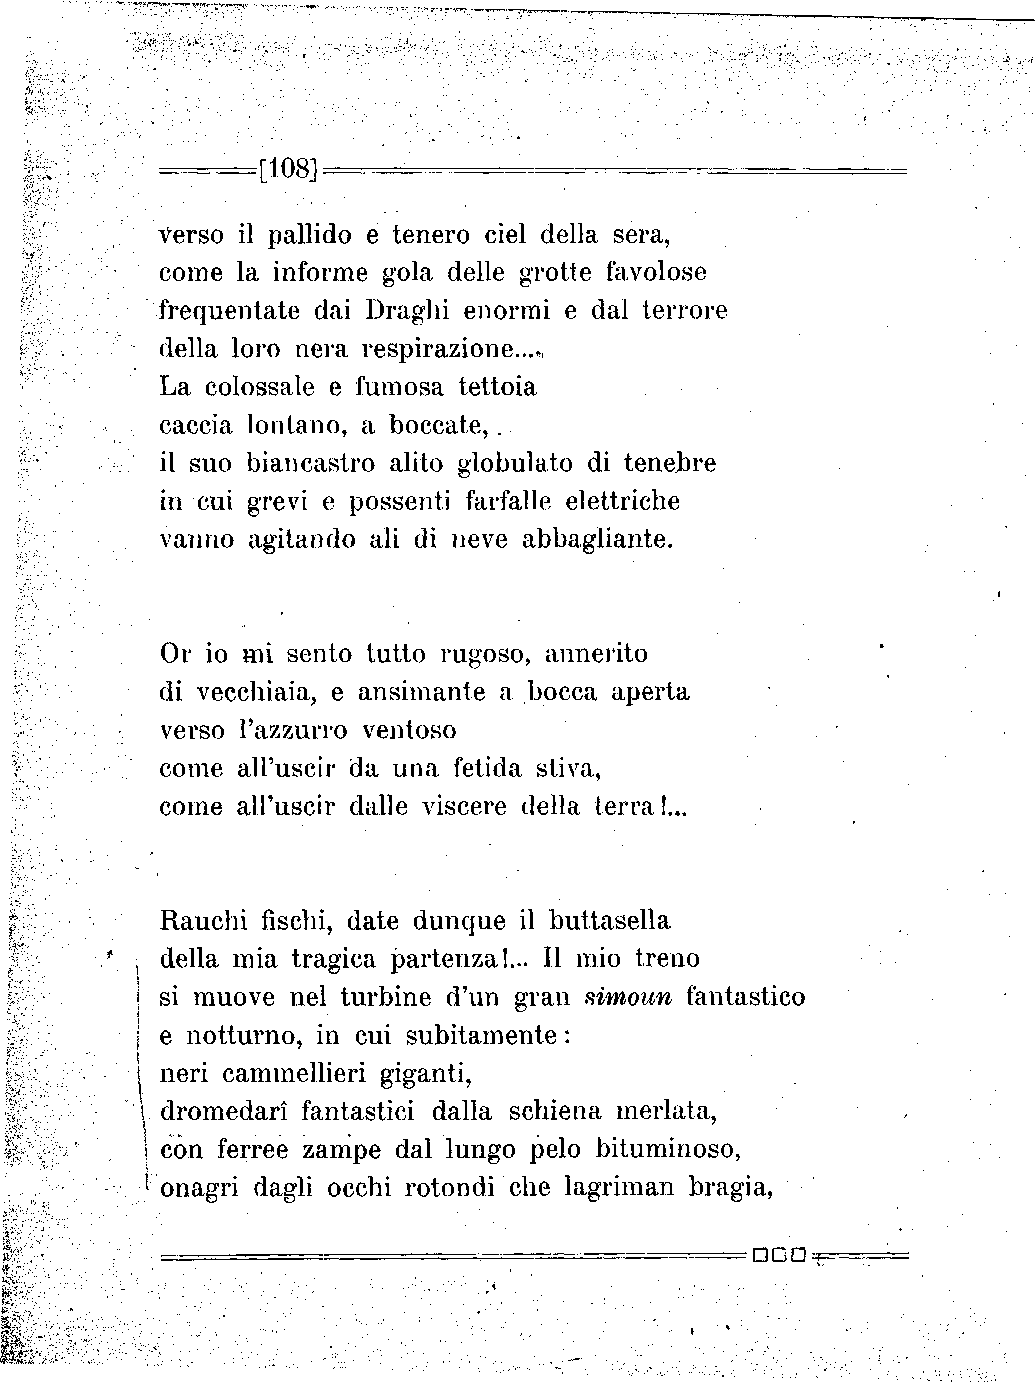 [108]
verso il pallido e tenero ciel della sera,
come la informe gola delle grotte favolose
frequentate dai Draghi enormi e dal terrore
della loro nera respirazione....
La colossale e fumosa tettoia
caccia lontano, a boccate,
il suo biancastro alito globulato di tenebre
in cui grevi e possenti farfalle elettriche
vanno agitando ali di neve abbagliante.
Or io mi sento tutto rugoso, annerito
di vecchiaia, e ansimante a bocca aperta
verso l'azzurro ventoso
come all'uscir da una fetida stiva,
come all'uscir dalle viscere della terra!...
Rauchi fischi, date dunque il buttasella
della mia tragica partenza!... Il mio treno
si muove nel turbine d'un gran simoun fantastico
e notturno, in cui subitamente:
neri cammellieri giganti,
dromedarî fantastici dalla schiena merlata,
con ferree zampe dal lungo pelo bituminoso,
onagri dagli occhi rotondi che lagriman bragia,